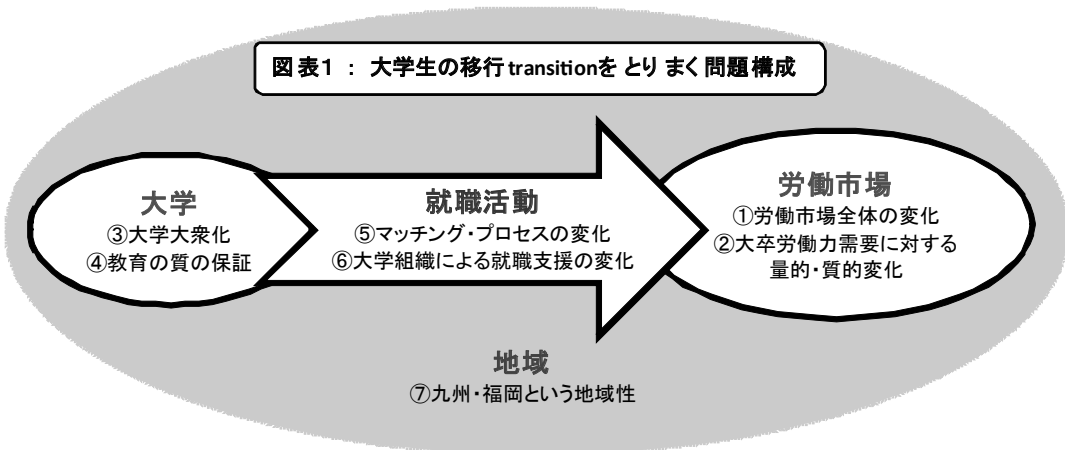 図表1 : 大学生の移行transitionをとりまく問題構成
大学
③大学大衆化
④教育の質の保証
就職活動
⑤マッチング・プロセスの変化
⑥大学組織による就職支援の変化
労働市場
①労働市場全体の変化
②大卒労働力需要に対する
量的・質的変化
地域
⑦九州・福岡という地域性